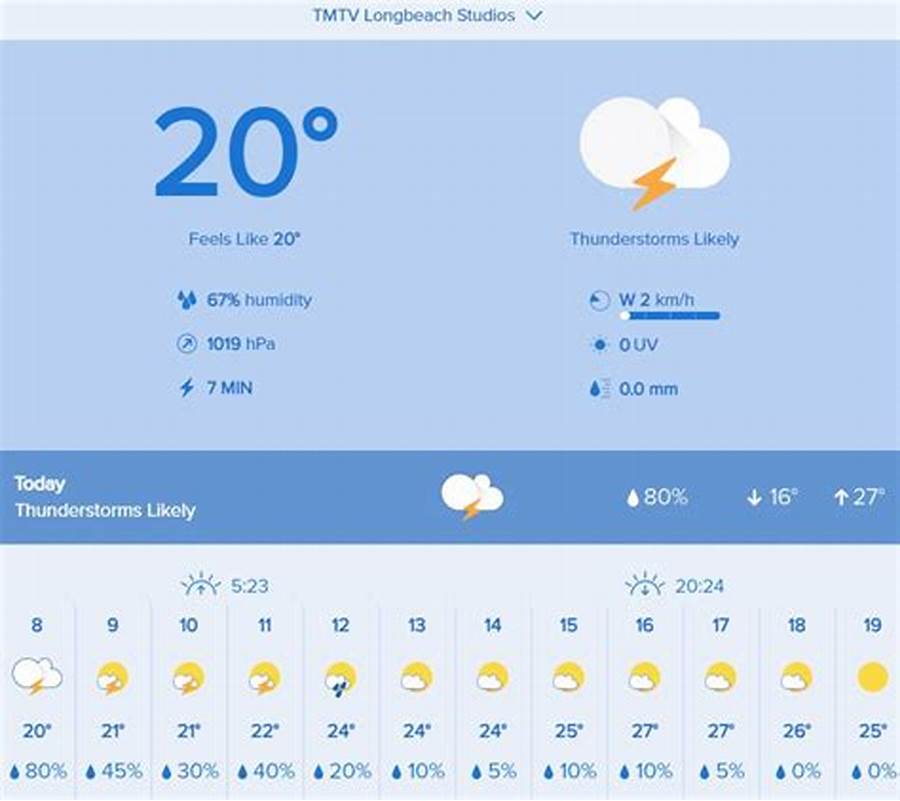 TMTV Longbeach Studios
20°
Feels Like 20°
Thunderstorms Likely
67% humidity
W 2 km/h
1019 hPa
0 UV
7 MIN
0.0 mm
Today
Thunderstorms Likely
80% 16° 27°
5:23 20:24
8 9 10 11 12 13 14 15 16 17 18 19
20° 21° 21° 22° 24° 24° 24° 25° 27° 27° 26° 25°
80% 45% 30% 40% 20% 10% 5% 10% 10% 5% 0% 0%